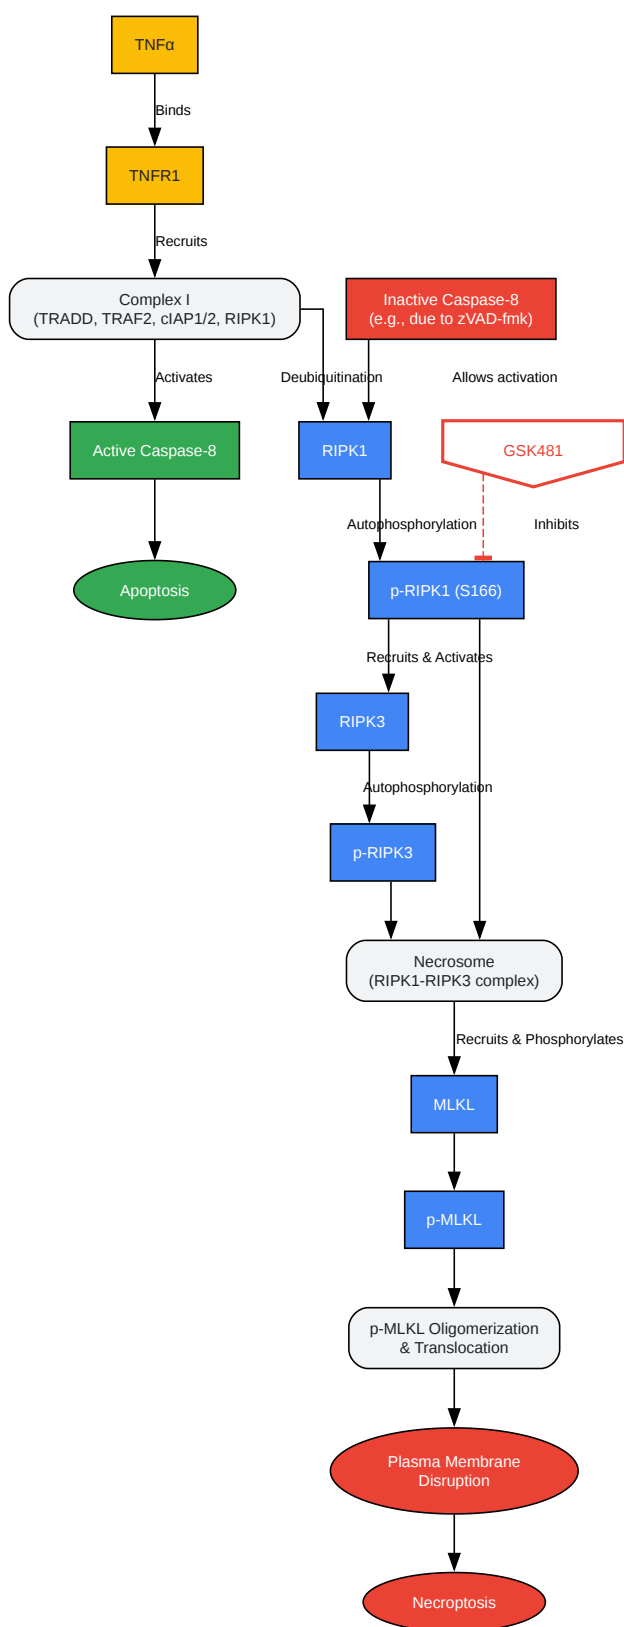 TNFα
Binds
TNFR1
Recruits
Complex I
(TRADD, TRAF2, cIAP1/2, RIPK1)
Inactive Caspase-8
(e.g., due to zVAD-fmk)
Activates
Deubiquitination
Allows activation
Active Caspase-8
RIPK1
GSK481
Autophosphorylation
Inhibits
Apoptosis
p-RIPK1 (S166)
Recruits & Activates
RIPK3
Autophosphorylation
p-RIPK3
Necrosome
(RIPK1-RIPK3 complex)
Recruits & Phosphorylates
MLKL
p-MLKL
p-MLKL Oligomerization
& Translocation
Plasma Membrane
Disruption
Necroptosis